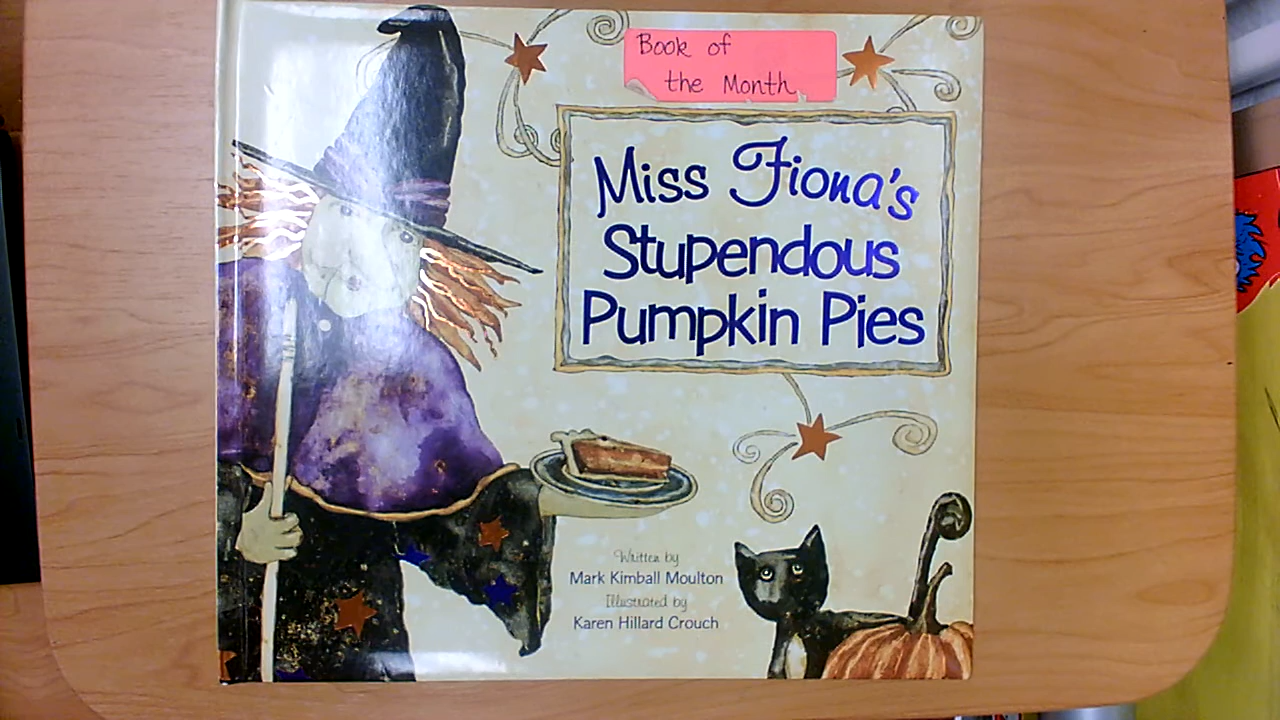 Book of
the Month
Miss Fiona's
Stupendous
Pumpkin Pies
Written by
Mark Kimball Moulton
Illustrated by
Karen Hillard Crouch